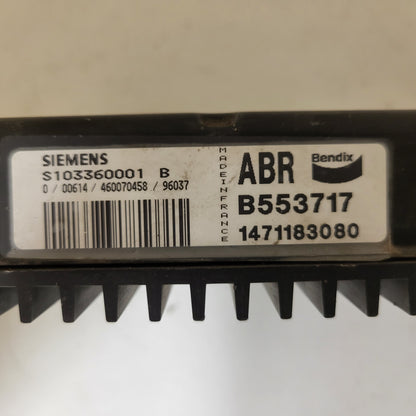 SIEMENS
S103360001 B
0 / 00614 / 460070458 / 96037
MADE IN FRANCE
ABR Bendix
B553717
1471183080